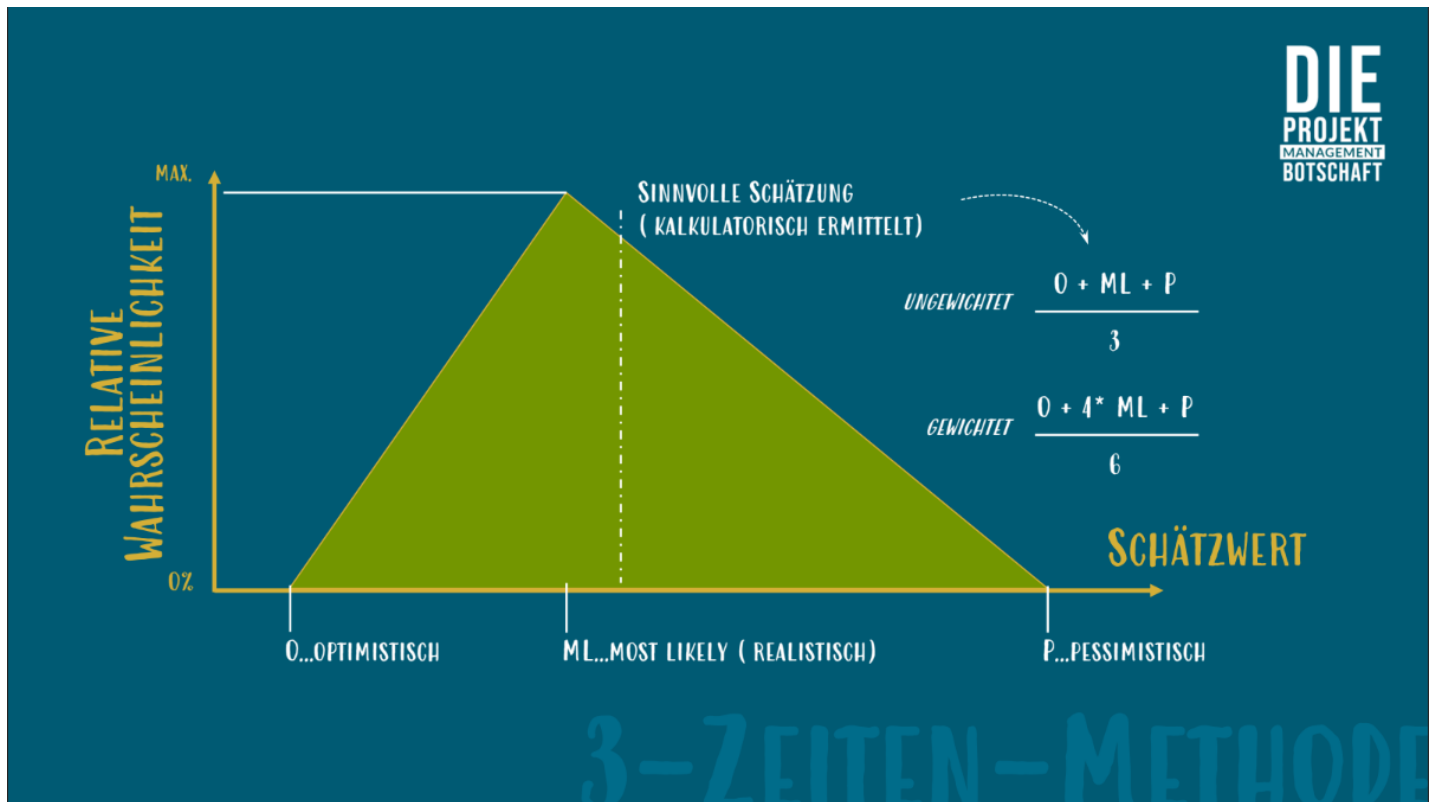 DIE
PROJEKT
MANAGEMENT
BOTSCHAFT
MAX.
RELATIVE
WAHRSCHEINLICHKEIT
0%
SINNVOLLE SCHÄTZUNG
( KALKULATORISCH ERMITTELT)
UNGEWICHTET
O + ML + P
3
GEWICHTET
O + 4* ML + P
6
SCHÄTZWERT
O...OPTIMISTISCH
ML...MOST LIKELY ( REALISTISCH)
P...PESSIMISTISCH
3-ZEITEN-METHODE